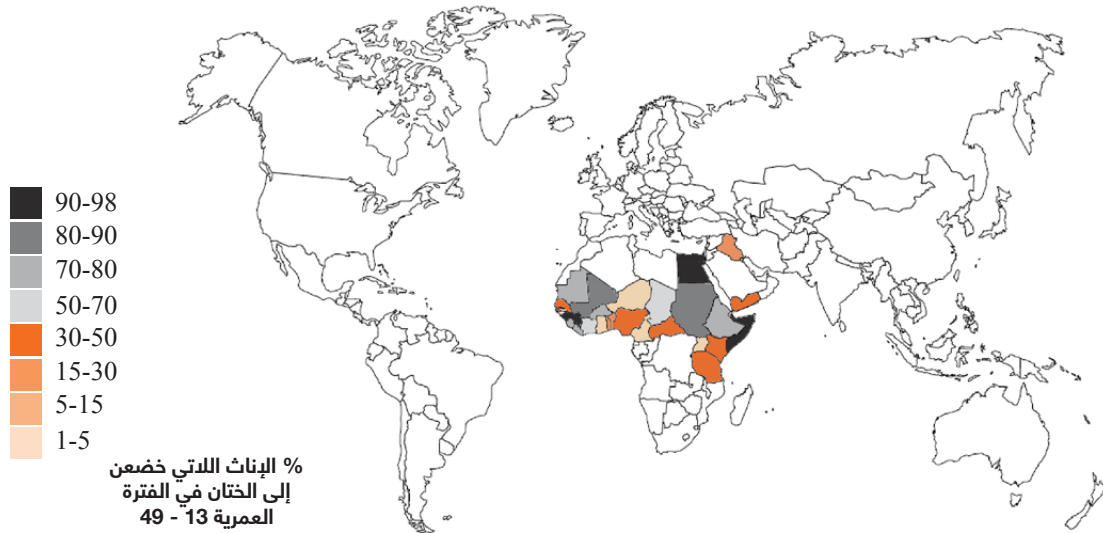 90-98
80-90
70-80
50-70
30-50
15-30
5-15
1-5
% الإناث اللاتي خضعن
إلى الختان في الفترة
العمرية 13 - 49